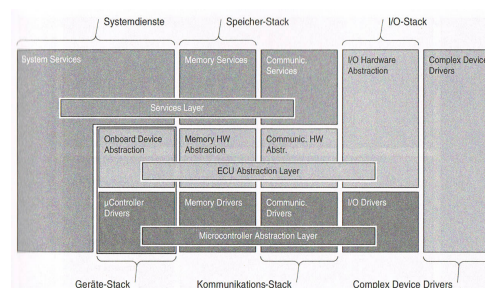 Systemdienste
Speicher-Stack
I/O-Stack
System Services
Memory Services
Communic.
Services
I/O Hardware
Abstraction
Complex Device
Drivers
Services Layer
Onboard Device
Abstraction
Memory HW
Abstraction
Communic. HW
Abstr.
ECU Abstraction Layer
µController
Drivers
Memory Drivers
Communic.
Drivers
I/O Drivers
Microcontroller Abstraction Layer
Geräte-Stack
Kommunikations-Stack
Complex Device Drivers